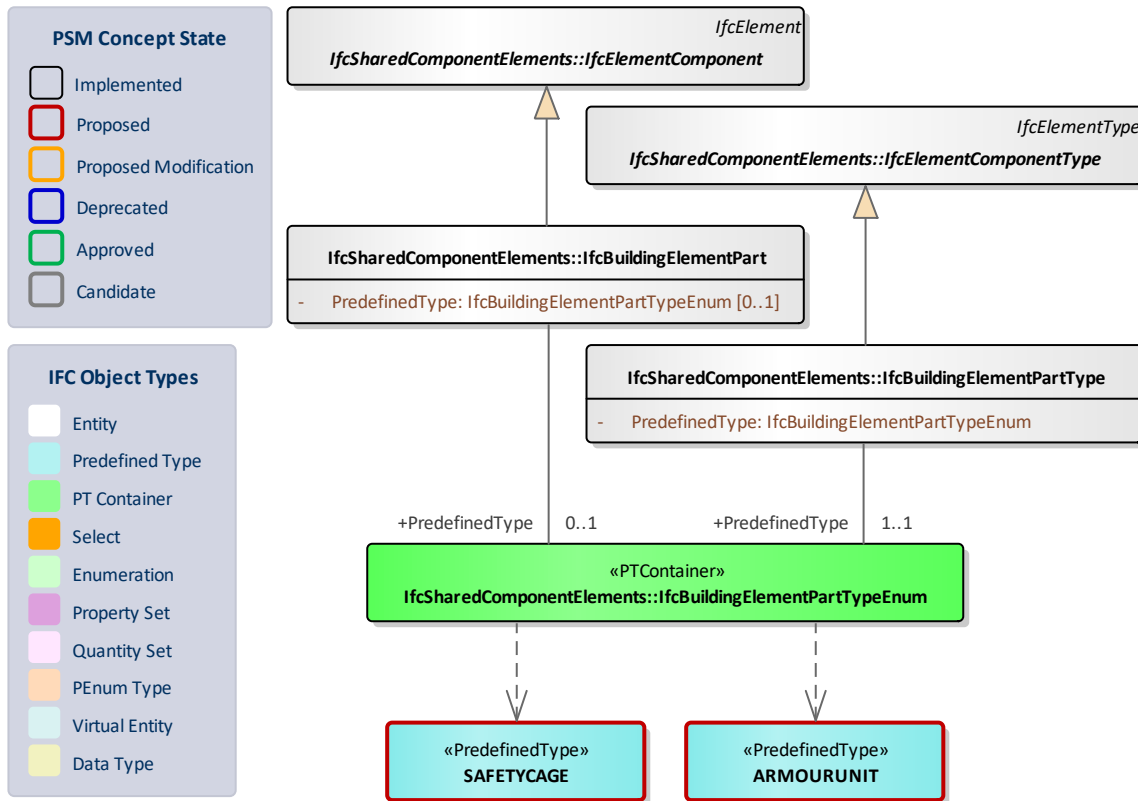 PSM Concept State
Implemented
Proposed
Proposed Modification
Deprecated
Approved
Candidate
IFC Object Types
Entity
Predefined Type
PT Container
Select
Enumeration
Property Set
Quantity Set
PEnum Type
Virtual Entity
Data Type
IfcElement
IfcSharedComponentElements::IfcElementComponent
IfcElementType
IfcSharedComponentElements::IfcElementComponentType
IfcSharedComponentElements::IfcBuildingElementPart
- PredefinedType: IfcBuildingElementPartTypeEnum [0..1]
IfcSharedComponentElements::IfcBuildingElementPartType
- PredefinedType: IfcBuildingElementPartTypeEnum
+PredefinedType 0..1
+PredefinedType 1..1
«PTContainer»
IfcSharedComponentElements::IfcBuildingElementPartTypeEnum
«PredefinedType»
SAFETYCAGE
«PredefinedType»
ARMOURUNIT